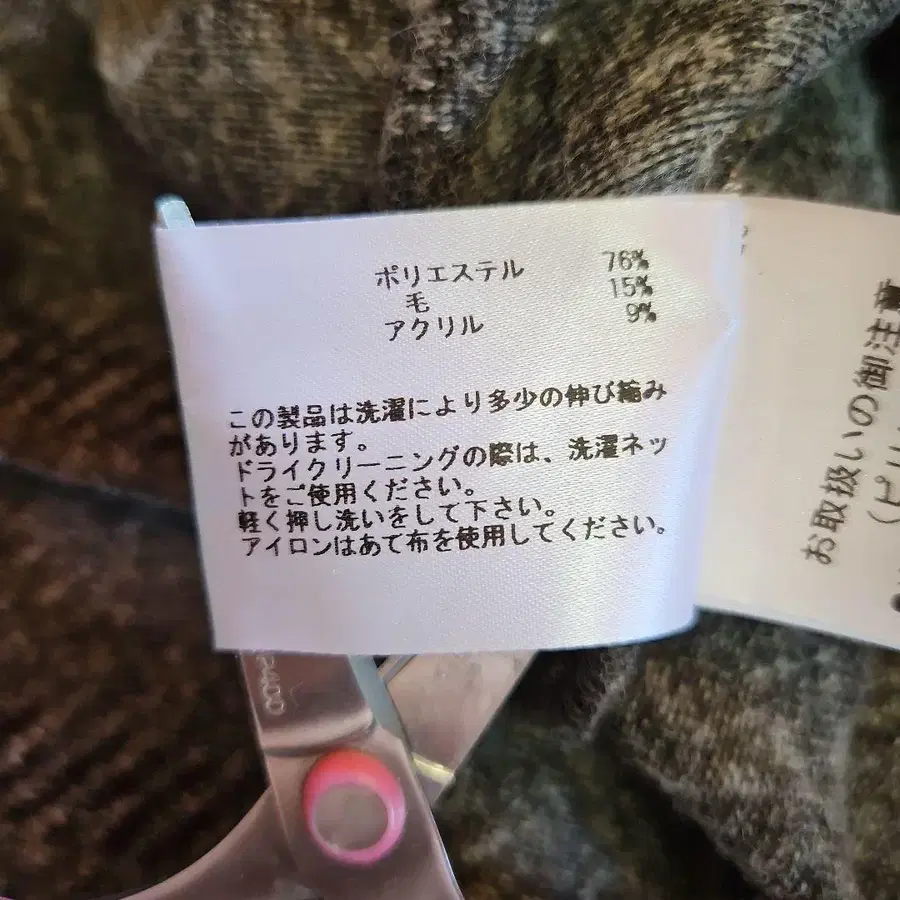 ポリエステル 76%
毛 15%
アクリル 9%
この製品は洗濯により多少の伸び縮み
があります。
ドライクリーニングの際は、洗濯ネッ
トをご使用ください。
軽く押し洗いをして下さい。
アイロンはあて布を使用してください。
お取扱いの御注意